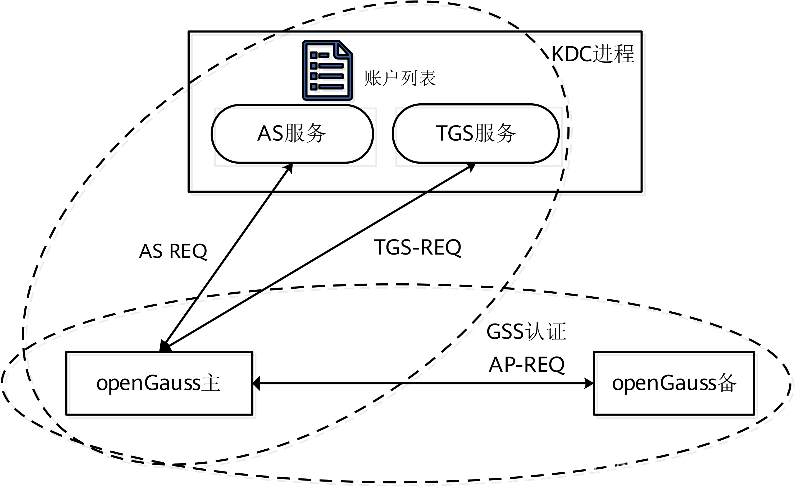 KDC进程
账户列表
AS服务
TGS服务
AS REQ
TGS-REQ
GSS认证
AP-REQ
openGauss主
openGauss备